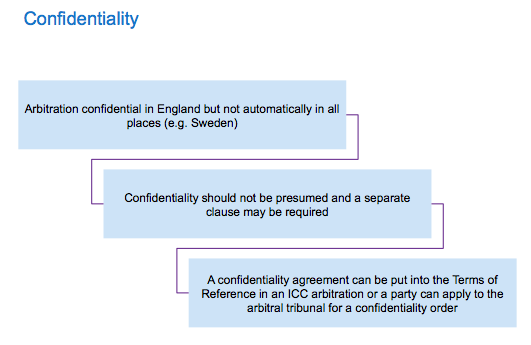 Confidentiality
Arbitration confidential in England but not automatically in all
places (e.g. Sweden)
Confidentiality should not be presumed and a separate
clause may be required
A confidentiality agreement can be put into the Terms of
Reference in an ICC arbitration or a party can apply to the
arbitral tribunal for a confidentiality order